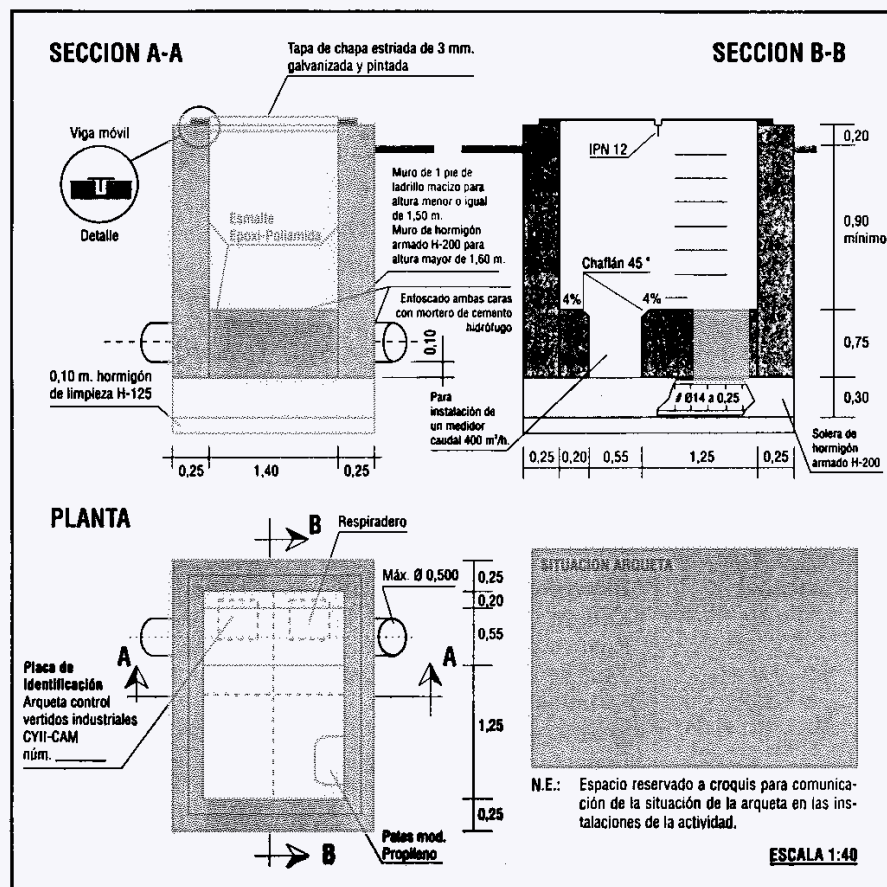 SECCION A-A
Tapa de chapa estriada de 3 mm.
galvanizada y pintada
SECCION B-B
Viga móvil
Detalle
Esmalte
Epoxi-Poliamida
Muro de 1 pie de
ladrillo macizo para
altura menor o igual
de 1,50 m.
Muro de hormigón
armado H-200 para
altura mayor de 1,60 m.
Enfoscado ambas caras
con mortero de cemento
hidrófugo
0,10
0,10 m. hormigón
de limpieza H-125
Para
instalación de
un medidor
caudal 400 m³/h.
0,25
1,40
0,25
IPN 12
Chaflán 45°
4%
4%
# Ø14 a 0,25
0,20
0,90
mínimo
0,75
0,30
Solera de
hormigón
armado H-200
0,25
0,20
0,55
1,25
0,25
PLANTA
B
Respiradero
Máx. Ø 0,500
0,25
0,20
0,55
1,25
0,25
A
A
Placa de
Identificación
Arqueta control
vertidos industriales
CYII-CAM
núm.
Pates mod.
Propileno
B
SITUACION ARQUETA
N.E.: Espacio reservado a croquis para comunica-
ción de la situación de la arqueta en las ins-
talaciones de la actividad.
ESCALA 1:40